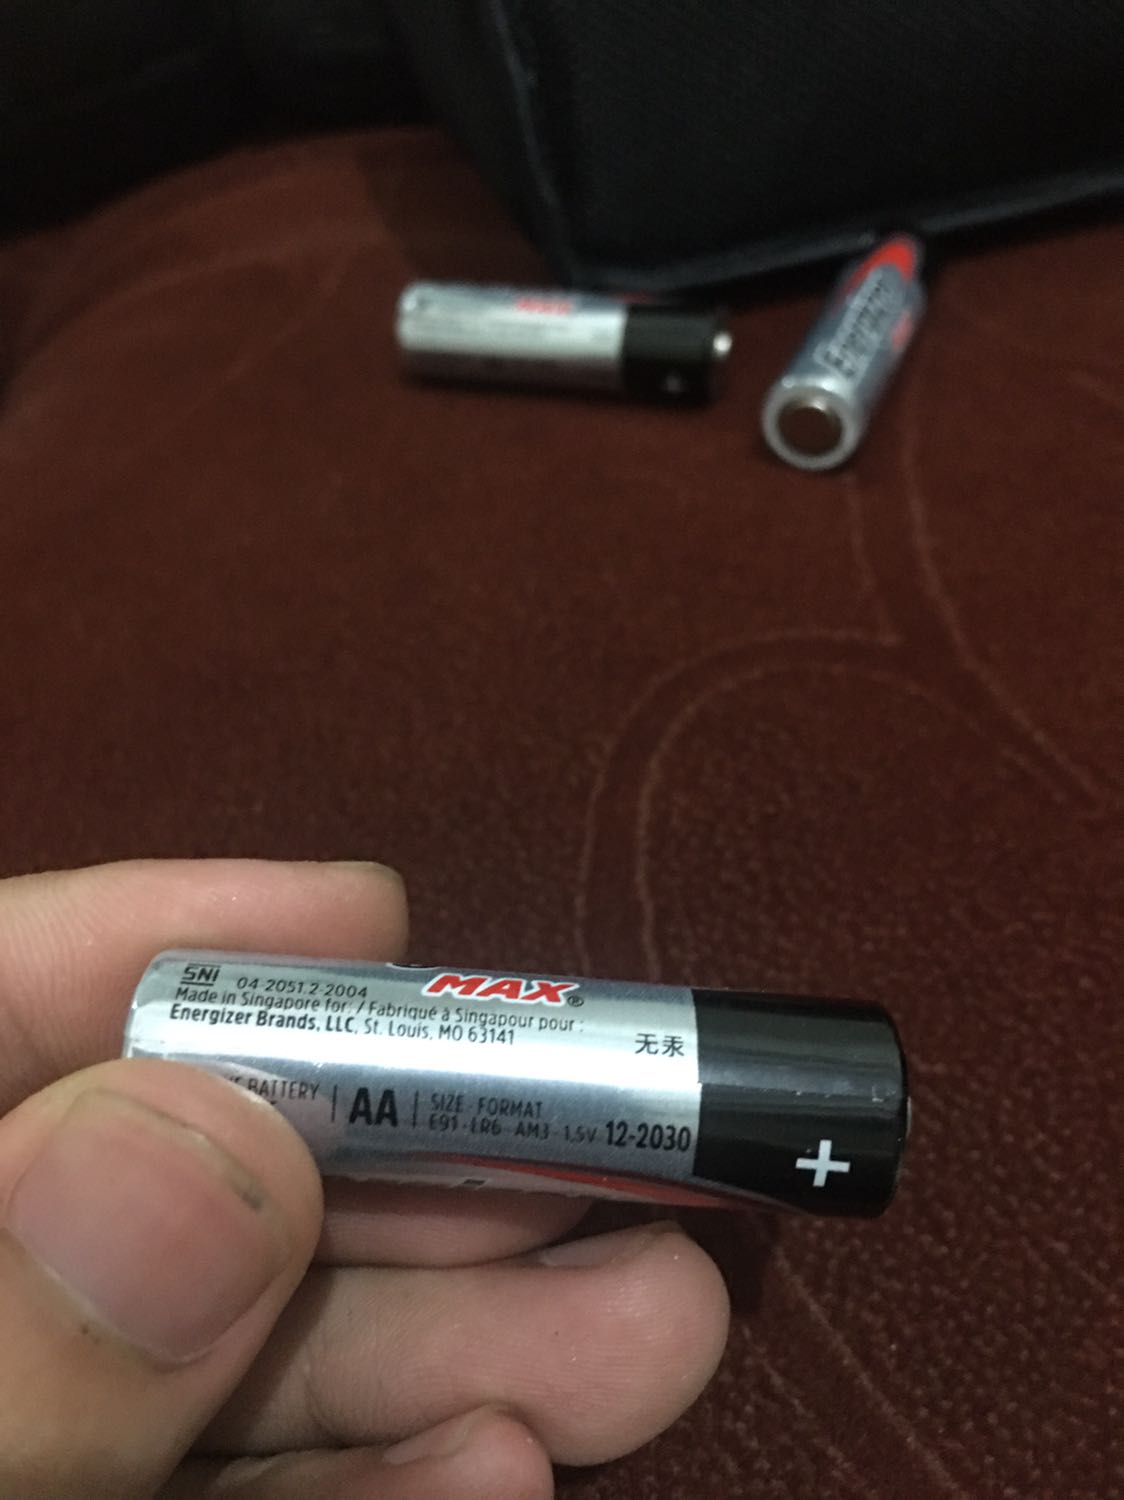 SNI 04-2051.2-2004
MAX®
Made in Singapore for: / Fabriqué à Singapour pour:
Energizer Brands, LLC, St. Louis, MO 63141
无汞
BATTERY | AA | SIZE · FORMAT
E91 · LR6 · AM3 · 1.5V 12-2030
+
MAX
+
Energizer